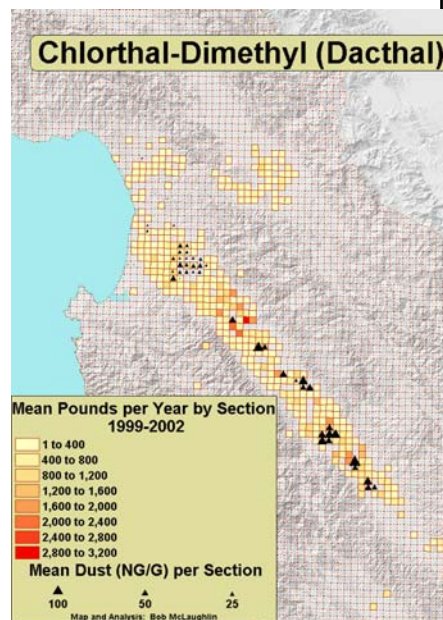 Chlorthal-Dimethyl (Dacthal)
Mean Pounds per Year by Section
1999-2002
1 to 400
400 to 800
800 to 1,200
1,200 to 1,600
1,600 to 2,000
2,000 to 2,400
2,400 to 2,800
2,800 to 3,200
Mean Dust (NG/G) per Section
100 50 25
Map and Analysis: Bob McLaughlin